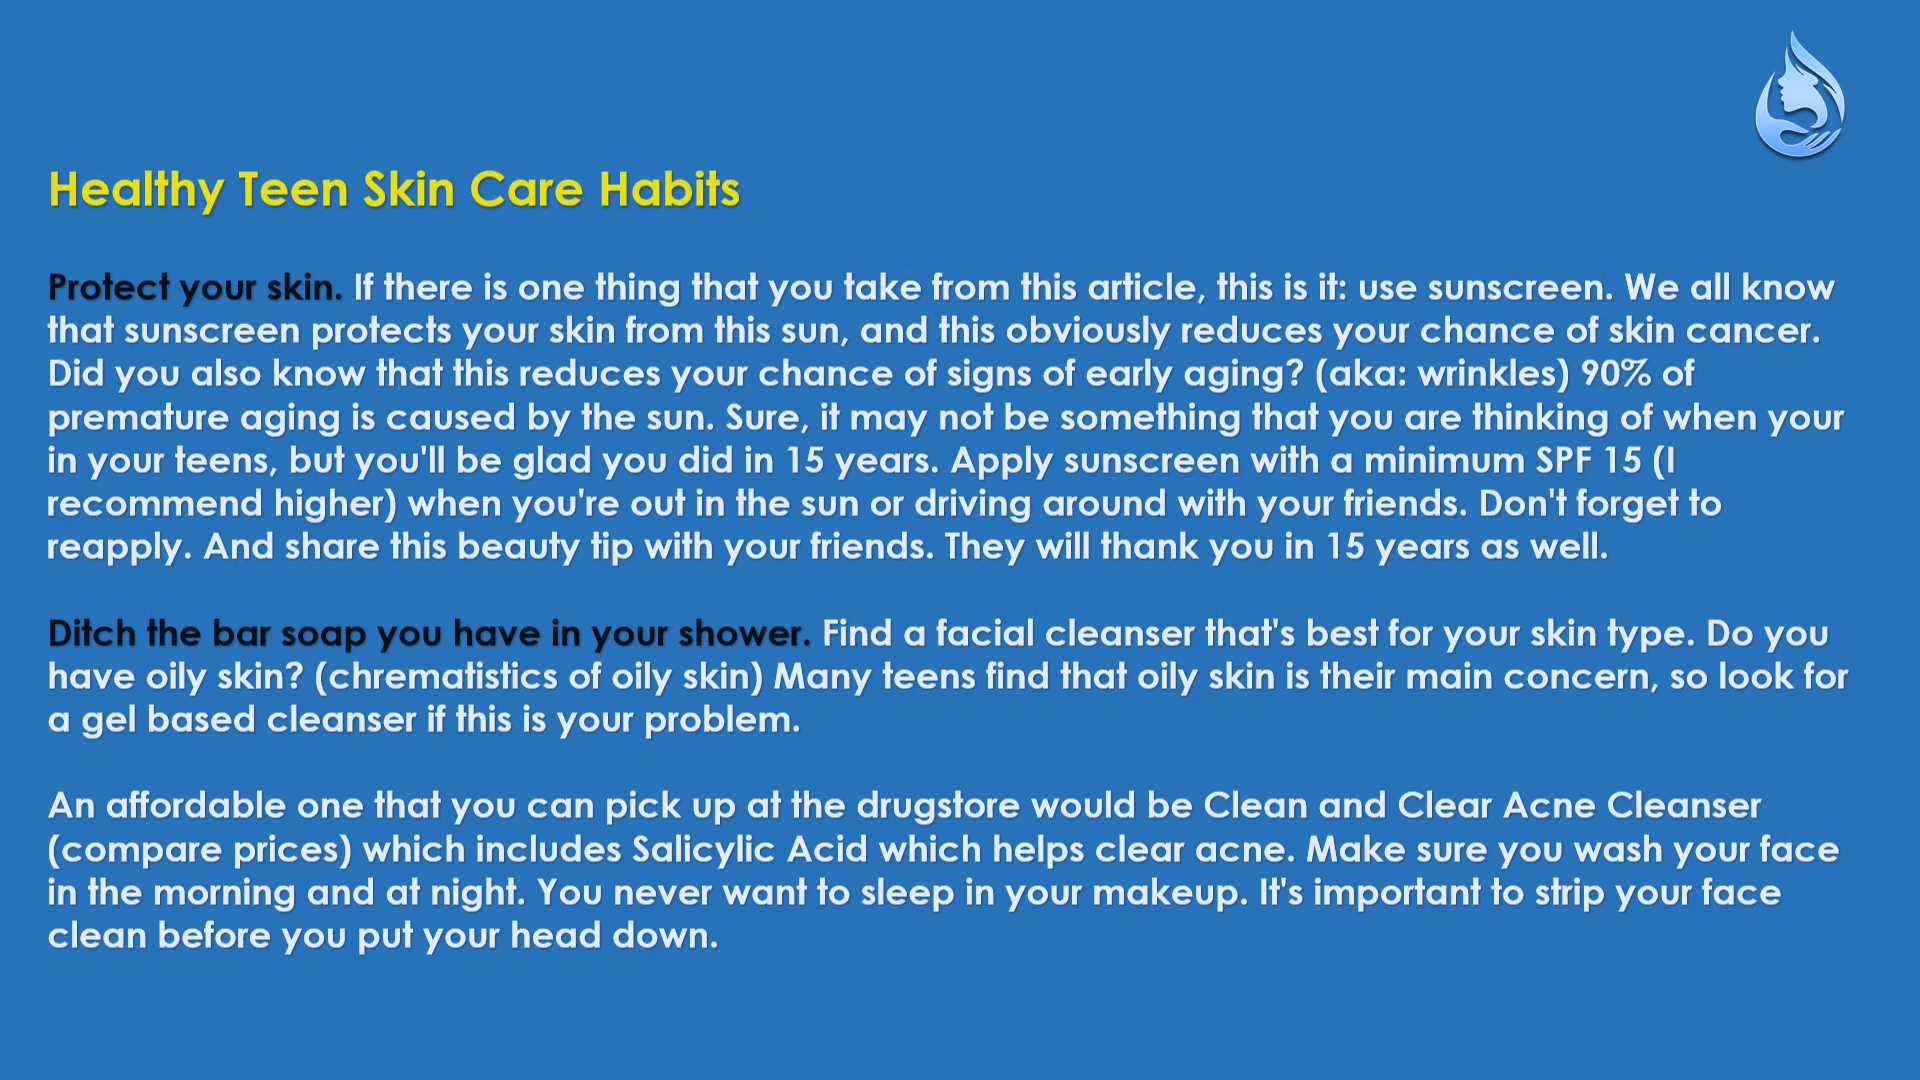 Healthy Teen Skin Care Habits
Protect your skin. If there is one thing that you take from this article, this is it: use sunscreen. We all know
that sunscreen protects your skin from this sun, and this obviously reduces your chance of skin cancer.
Did you also know that this reduces your chance of signs of early aging? (aka: wrinkles) 90% of
premature aging is caused by the sun. Sure, it may not be something that you are thinking of when your
in your teens, but you'll be glad you did in 15 years. Apply sunscreen with a minimum SPF 15 (I
recommend higher) when you're out in the sun or driving around with your friends. Don't forget to
reapply. And share this beauty tip with your friends. They will thank you in 15 years as well.
Ditch the bar soap you have in your shower. Find a facial cleanser that's best for your skin type. Do you
have oily skin? (chrematistics of oily skin) Many teens find that oily skin is their main concern, so look for
a gel based cleanser if this is your problem.
An affordable one that you can pick up at the drugstore would be Clean and Clear Acne Cleanser
(compare prices) which includes Salicylic Acid which helps clear acne. Make sure you wash your face
in the morning and at night. You never want to sleep in your makeup. It's important to strip your face
clean before you put your head down.